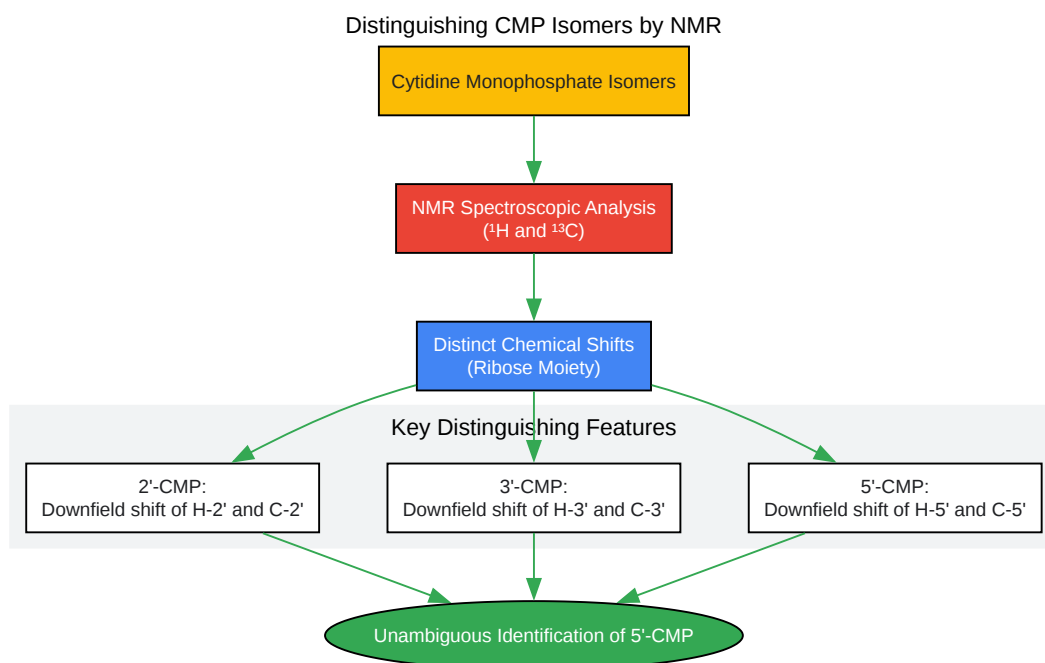 Distinguishing CMP Isomers by NMR
Cytidine Monophosphate Isomers
NMR Spectroscopic Analysis
(¹H and ¹³C)
Distinct Chemical Shifts
(Ribose Moiety)
Key Distinguishing Features
2'-CMP:
Downfield shift of H-2' and C-2'
3'-CMP:
Downfield shift of H-3' and C-3'
5'-CMP:
Downfield shift of H-5' and C-5'
Unambiguous Identification of 5'-CMP